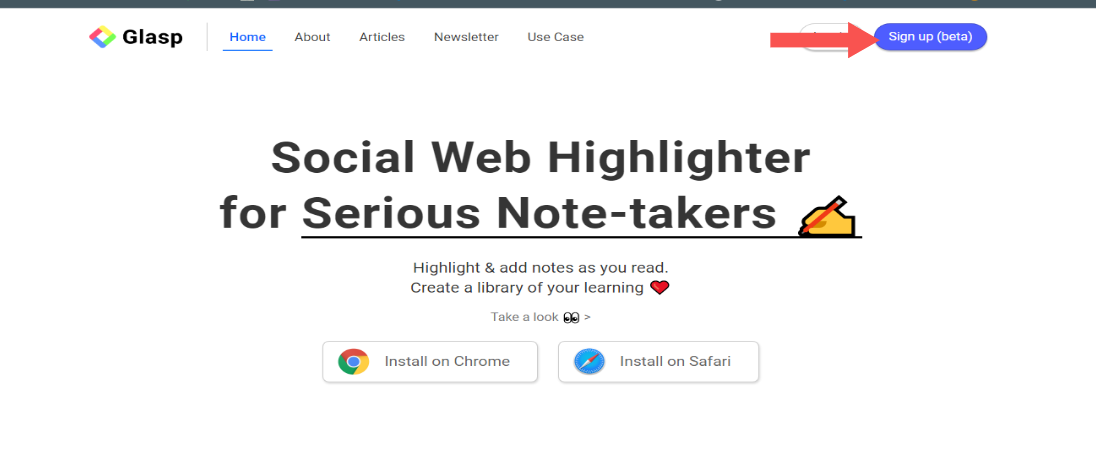 Glasp
Home
About
Articles
Newsletter
Use Case
Sign up (beta)
Social Web Highlighter
for Serious Note-takers ✍️
Highlight & add notes as you read.
Create a library of your learning ❤️
Take a look 👀 >
Install on Chrome
Install on Safari